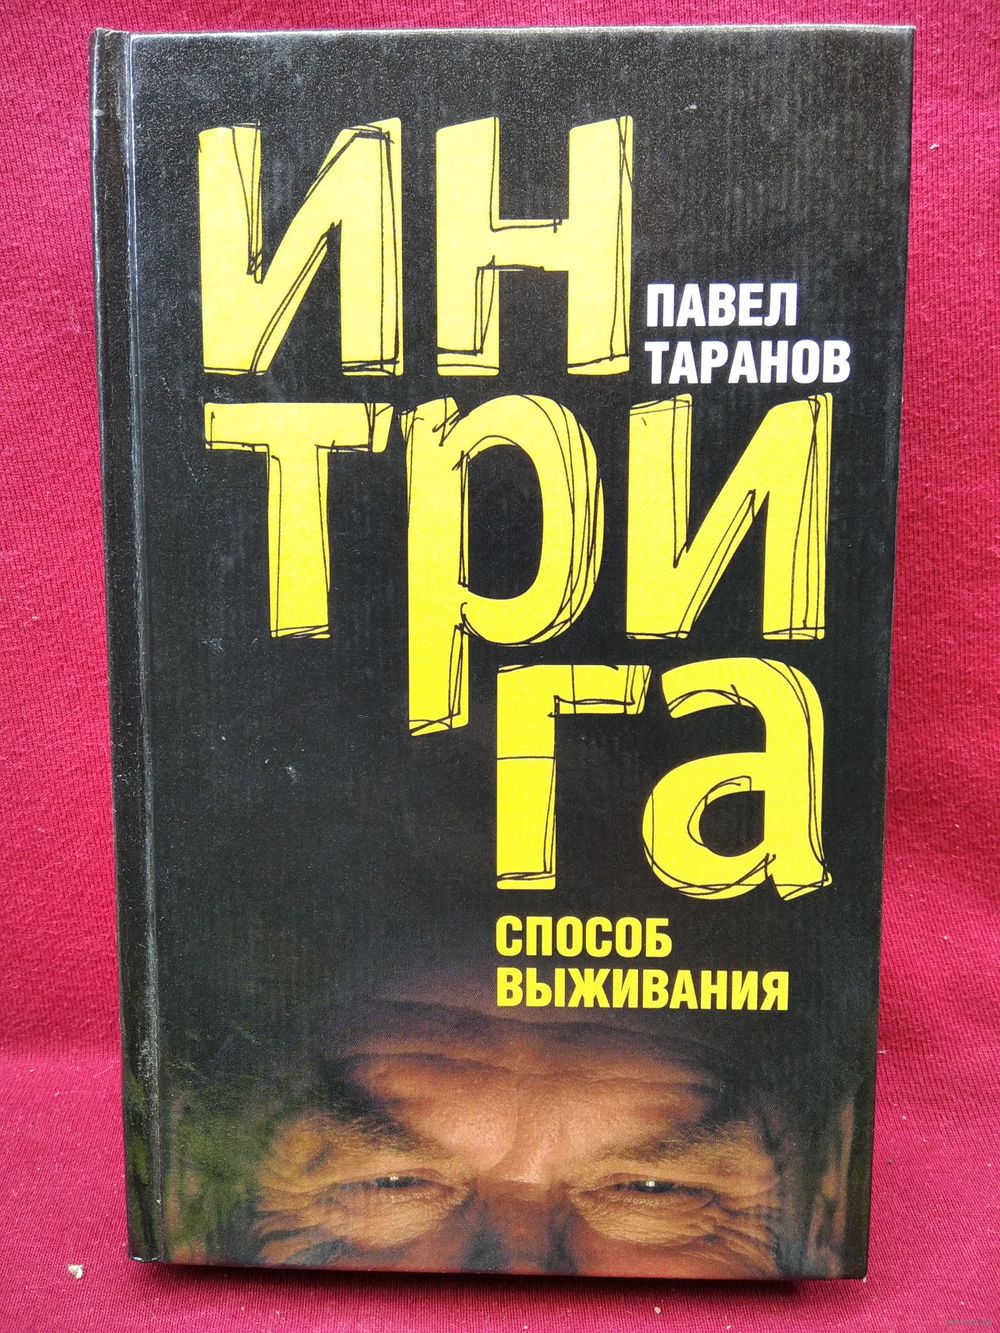 ин
ПАВЕЛ
ТАРАНОВ
три
га
СПОСОБ
ВЫЖИВАНИЯ